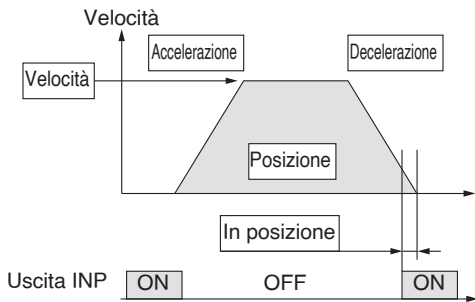 Velocità
Accelerazione
Decelerazione
Velocità
Posizione
In posizione
Uscita INP ON OFF ON